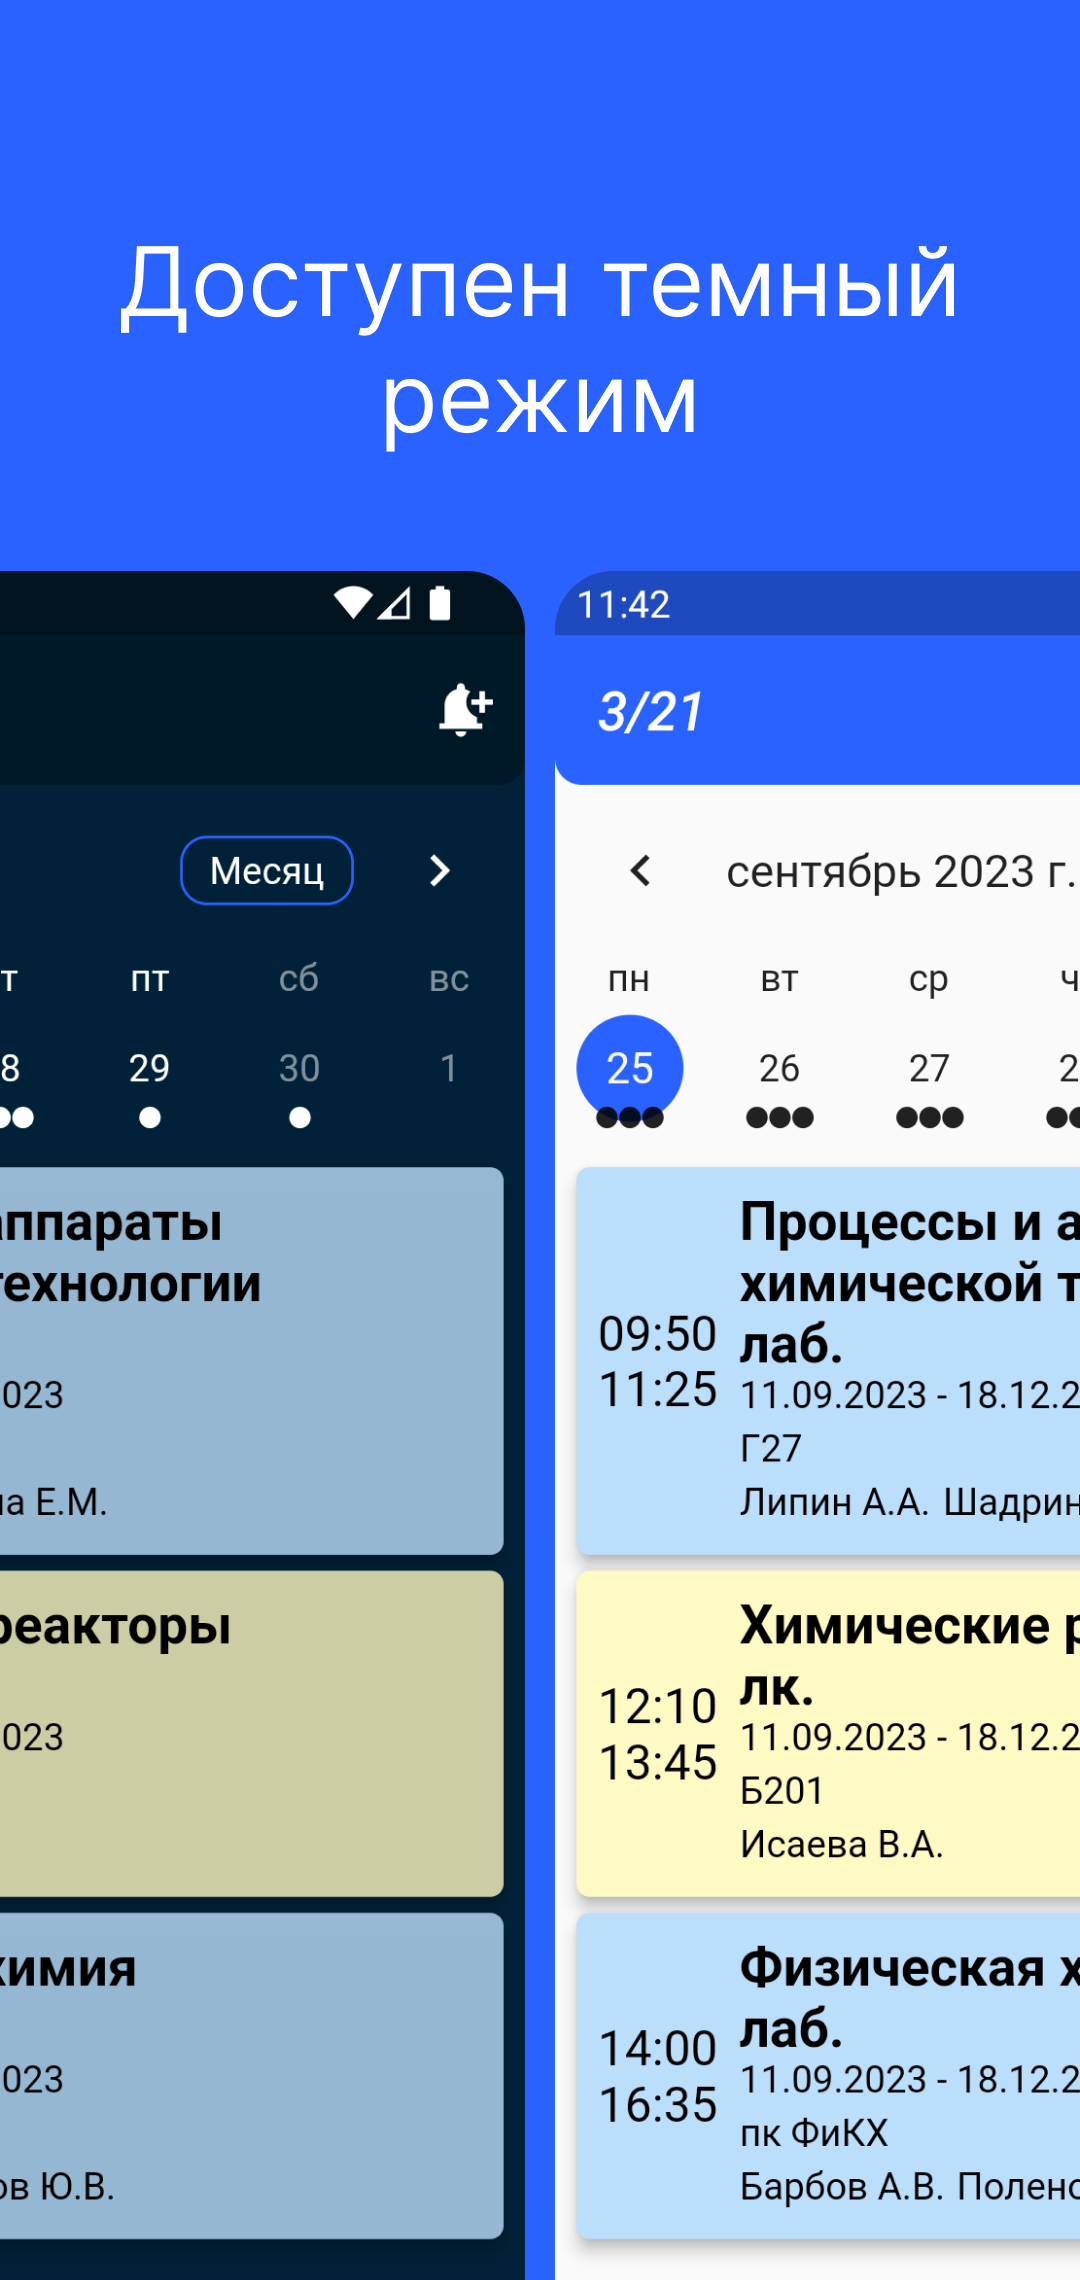 Доступен темный
режим
Месяц
т пт сб вс
8 29 30 1
аппараты
технологии
023
на Е.М.
реакторы
023
химия
023
ов Ю.В.
11:42
3/21
сентябрь 2023 г.
пн вт ср ч
25 26 27 2
09:50
11:25
Процессы и а
химической т
лаб.
11.09.2023 - 18.12.2
Г27
Липин А.А. Шадрин
12:10
13:45
Химические р
лк.
11.09.2023 - 18.12.2
Б201
Исаева В.А.
14:00
16:35
Физическая х
лаб.
11.09.2023 - 18.12.2
пк ФиКХ
Барбов А.В. Полено